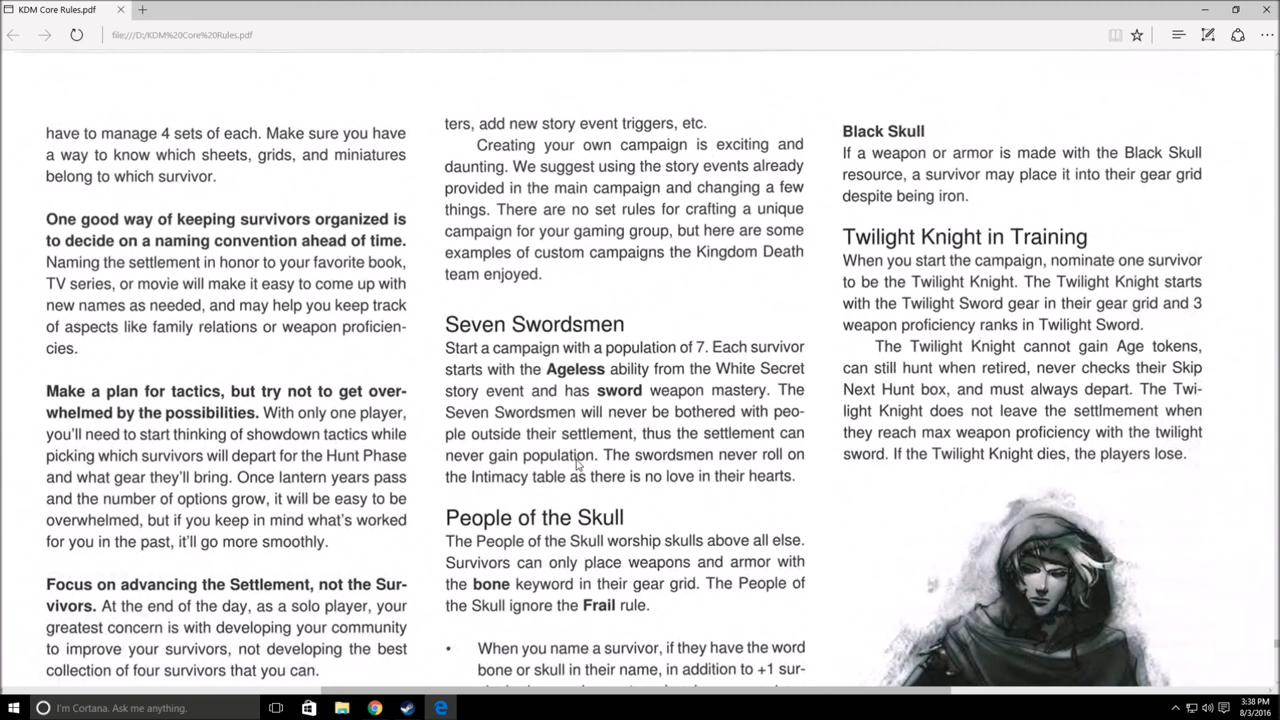 KDM Core Rules.pdf
file:///D:/KDM%20Core%20Rules.pdf
have to manage 4 sets of each. Make sure you have
a way to know which sheets, grids, and miniatures
belong to which survivor.
One good way of keeping survivors organized is
to decide on a naming convention ahead of time.
Naming the settlement in honor to your favorite book,
TV series, or movie will make it easy to come up with
new names as needed, and may help you keep track
of aspects like family relations or weapon proficien-
cies.
Make a plan for tactics, but try not to get over-
whelmed by the possibilities. With only one player,
you'll need to start thinking of showdown tactics while
picking which survivors will depart for the Hunt Phase
and what gear they'll bring. Once lantern years pass
and the number of options grow, it will be easy to be
overwhelmed, but if you keep in mind what's worked
for you in the past, it'll go more smoothly.
Focus on advancing the Settlement, not the Sur-
vivors. At the end of the day, as a solo player, your
greatest concern is with developing your community
to improve your survivors, not developing the best
collection of four survivors that you can.
ters, add new story event triggers, etc.
Creating your own campaign is exciting and
daunting. We suggest using the story events already
provided in the main campaign and changing a few
things. There are no set rules for crafting a unique
campaign for your gaming group, but here are some
examples of custom campaigns the Kingdom Death
team enjoyed.
Seven Swordsmen
Start a campaign with a population of 7. Each survivor
starts with the Ageless ability from the White Secret
story event and has sword weapon mastery. The
Seven Swordsmen will never be bothered with peo-
ple outside their settlement, thus the settlement can
never gain population. The swordsmen never roll on
the Intimacy table as there is no love in their hearts.
People of the Skull
The People of the Skull worship skulls above all else.
Survivors can only place weapons and armor with
the bone keyword in their gear grid. The People of
the Skull ignore the Frail rule.
• When you name a survivor, if they have the word
bone or skull in their name, in addition to +1 sur-
Black Skull
If a weapon or armor is made with the Black Skull
resource, a survivor may place it into their gear grid
despite being iron.
Twilight Knight in Training
When you start the campaign, nominate one survivor
to be the Twilight Knight. The Twilight Knight starts
with the Twilight Sword gear in their gear grid and 3
weapon proficiency ranks in Twilight Sword.
The Twilight Knight cannot gain Age tokens,
can still hunt when retired, never checks their Skip
Next Hunt box, and must always depart. The Twi-
light Knight does not leave the settlmement when
they reach max weapon proficiency with the twilight
sword. If the Twilight Knight dies, the players lose.
I'm Cortana. Ask me anything.
3:38 PM
8/3/2016